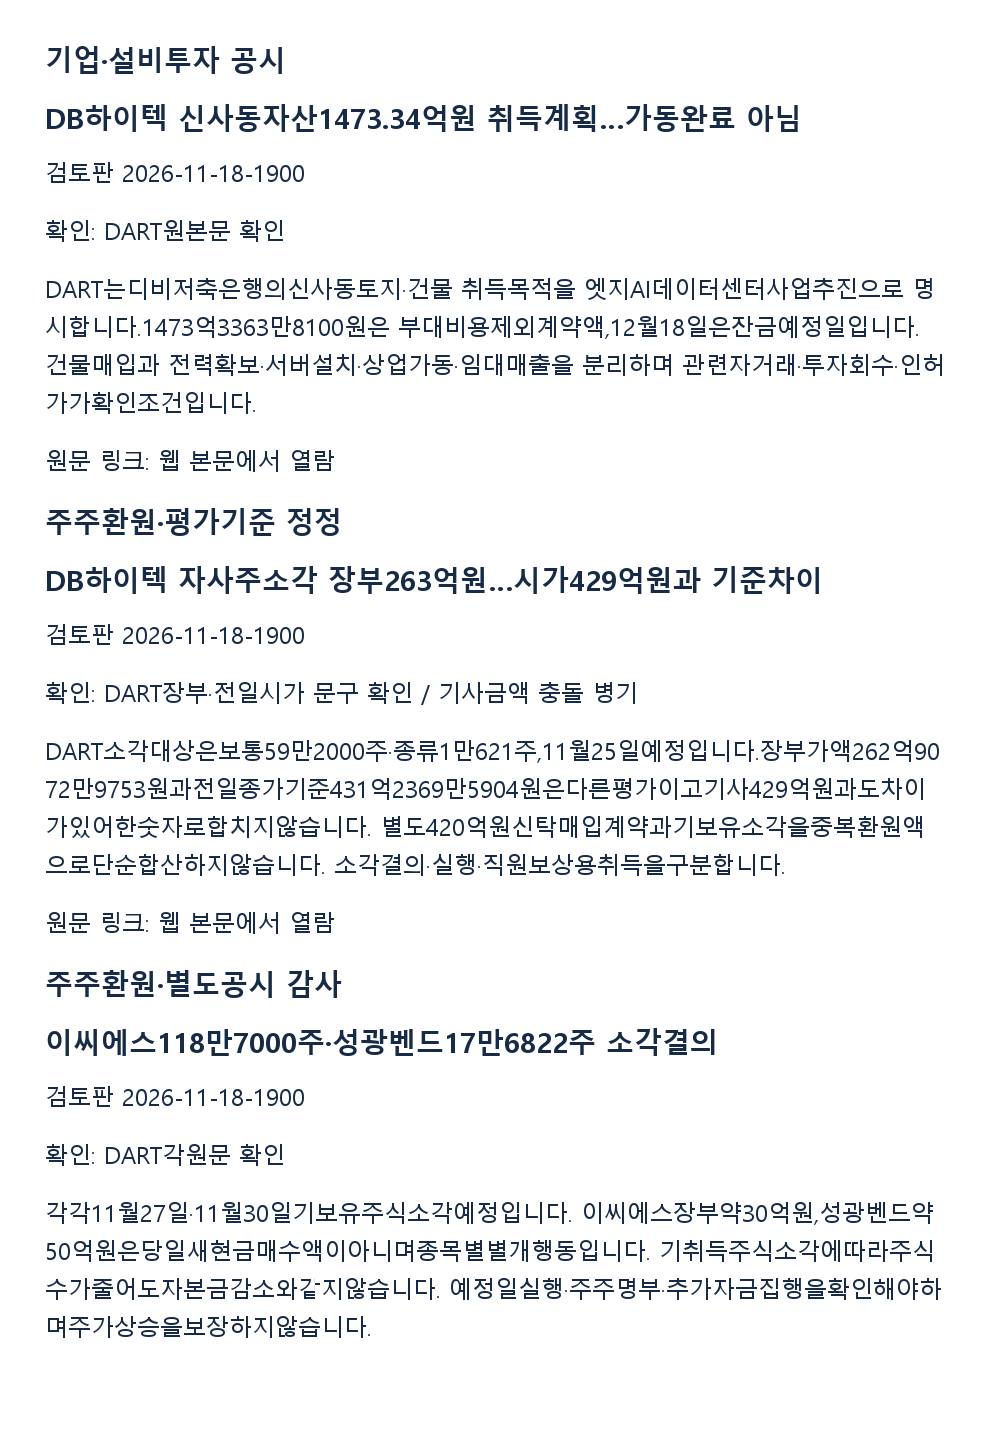 기업·설비투자 공시
DB하이텍 신사동자산1473.34억원 취득계획...가동완료 아님
검토판 2026-11-18-1900
확인: DART원본문 확인
DART는디비저축은행의신사동토지·건물 취득목적을 엣지AI데이터센터사업추진으로 명
시합니다.1473억3363만8100원은 부대비용제외계약액,12월18일은잔금예정일입니다.
건물매입과 전력확보·서버설치·상업가동·임대매출을 분리하며 관련자거래·투자회수·인허
가가확인조건입니다.
원문 링크: 웹 본문에서 열람
주주환원·평가기준 정정
DB하이텍 자사주소각 장부263억원...시가429억원과 기준차이
검토판 2026-11-18-1900
확인: DART장부·전일시가 문구 확인 / 기사금액 충돌 병기
DART소각대상은보통59만2000주·종류1만621주,11월25일예정입니다.장부가액262억90
72만9753원과전일종가기준431억2369만5904원은다른평가이고기사429억원과도차이
가있어한숫자로합치지않습니다. 별도420억원신탁매입계약과기보유소각을중복환원액
으로단순합산하지않습니다. 소각결의·실행·직원보상용취득을구분합니다.
원문 링크: 웹 본문에서 열람
주주환원·별도공시 감사
이씨에스118만7000주·성광벤드17만6822주 소각결의
검토판 2026-11-18-1900
확인: DART각원문 확인
각각11월27일·11월30일기보유주식소각예정입니다. 이씨에스장부약30억원,성광벤드약
50억원은당일새현금매수액이아니며종목별별개행동입니다. 기취득주식소각에따라주식
수가줄어도자본금감소와같지않습니다. 예정일실행·주주명부·추가자금집행을확인해야하
며주가상승을보장하지않습니다.